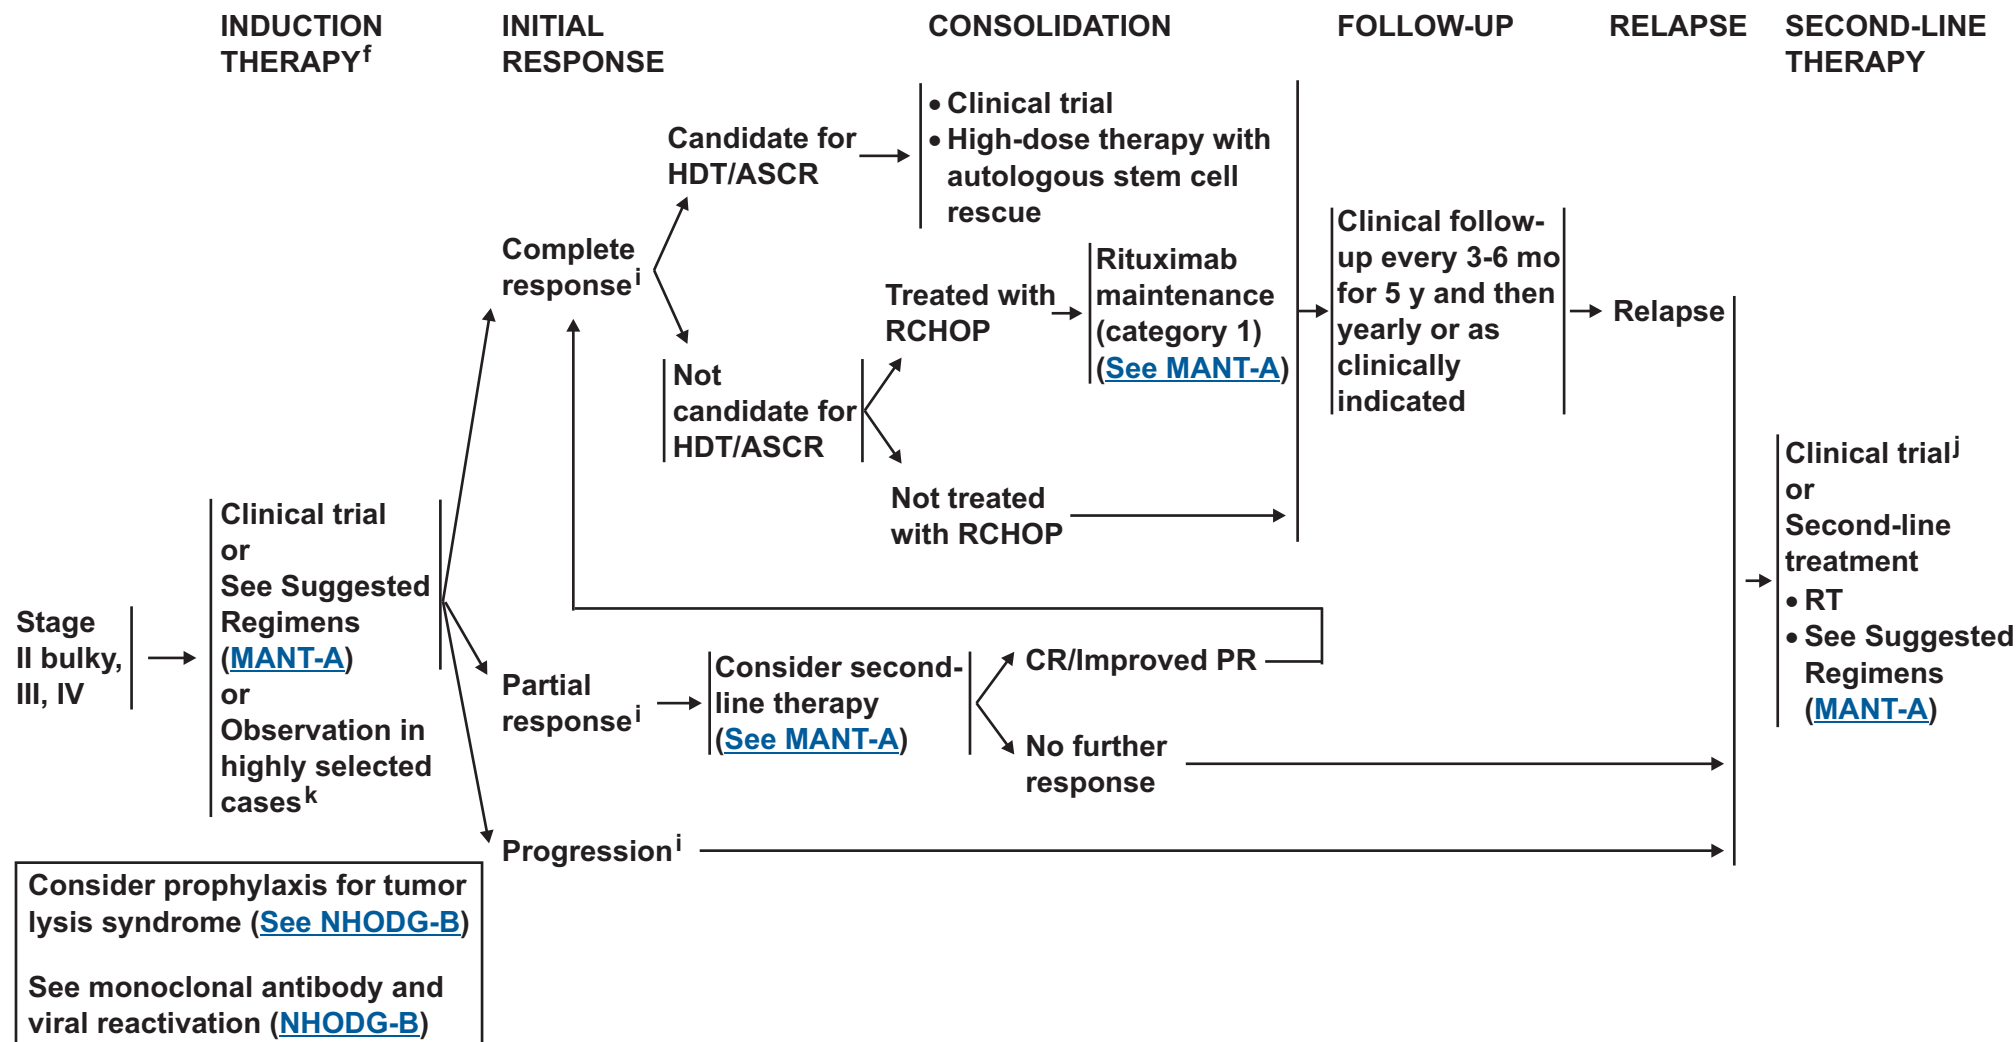 INDUCTION
THERAPY f
INITIAL
RESPONSE
CONSOLIDATION
FOLLOW-UP
RELAPSE
SECOND-LINE
THERAPY
Stage
II bulky,
III, IV
Clinical trial
or
See Suggested
Regimens
(MANT-A)
or
Observation in
highly selected
cases k
Complete
response i
Candidate for
HDT/ASCR
• Clinical trial
• High-dose therapy with
autologous stem cell
rescue
Not
candidate for
HDT/ASCR
Treated with
RCHOP
Rituximab
maintenance
(category 1)
(See MANT-A)
Not treated
with RCHOP
Clinical follow-
up every 3-6 mo
for 5 y and then
yearly or as
clinically
indicated
Relapse
Partial
response i
Consider second-
line therapy
(See MANT-A)
CR/Improved PR
No further
response
Progression i
Clinical trial j
or
Second-line
treatment
• RT
• See Suggested
Regimens
(MANT-A)
Consider prophylaxis for tumor
lysis syndrome (See NHODG-B)
See monoclonal antibody and
viral reactivation (NHODG-B)